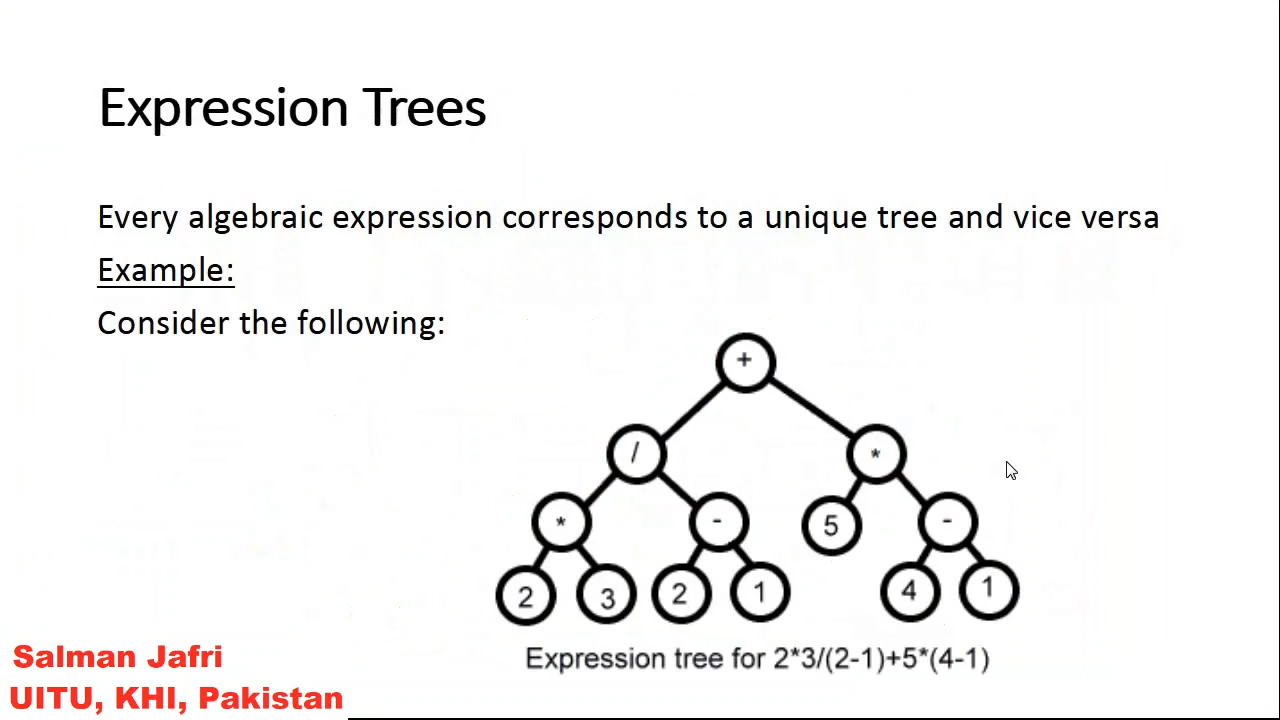 Expression Trees
Every algebraic expression corresponds to a unique tree and vice versa
Example:
Consider the following:
+
/ *
* - 5 -
2 3 2 1 4 1
Expression tree for 2*3/(2-1)+5*(4-1)
Salman Jafri
UITU, KHI, Pakistan